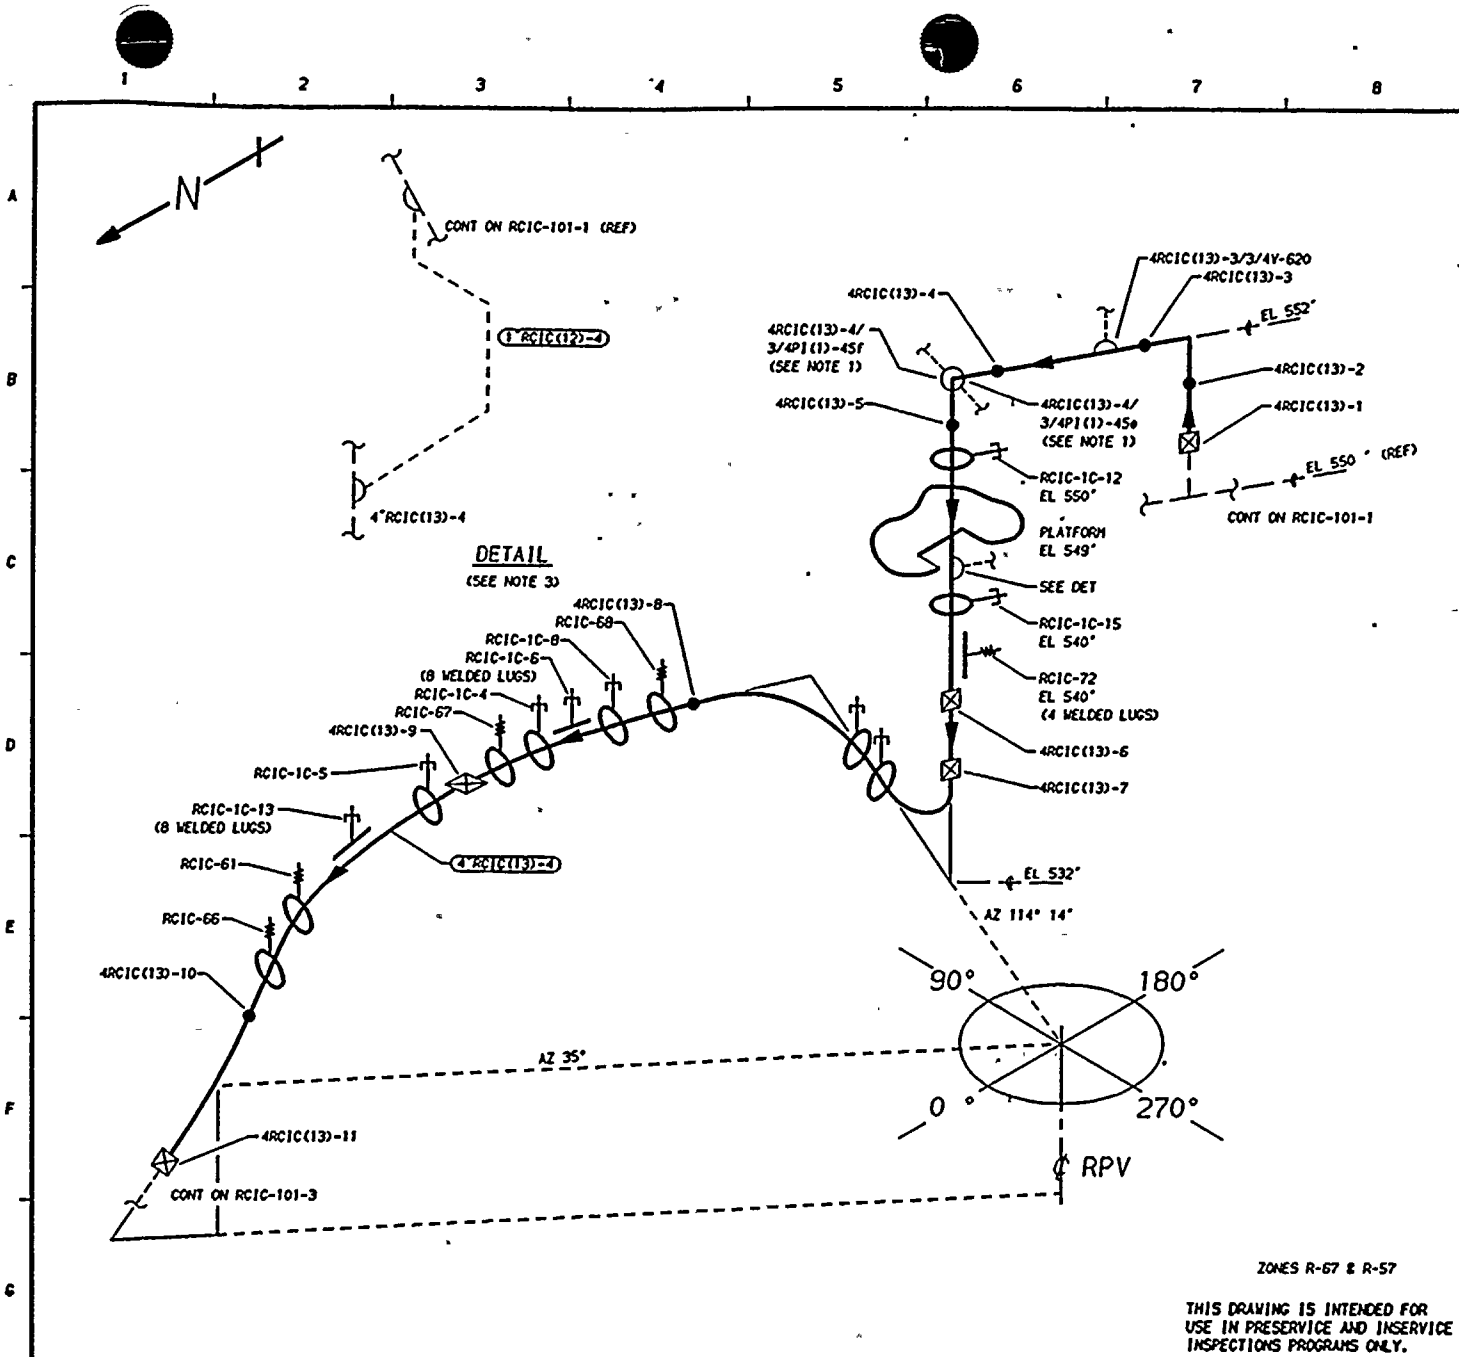 1 2 3 4 5 6 7 8
A
B
C
D
E
F
G
N
CONT ON RCIC-101-1 (REF)
1"RCIC(12)-4
4"RCIC(13)-4
DETAIL
(SEE NOTE 3)
4RCIC(13)-3/3/4V-620
4RCIC(13)-3
4RCIC(13)-4
EL 552'
4RCIC(13)-4/
3/4PI(1)-45f
(SEE NOTE 1)
4RCIC(13)-2
4RCIC(13)-5
4RCIC(13)-4/
3/4PI(1)-45e
(SEE NOTE 1)
4RCIC(13)-1
RCIC-1C-12
EL 550'
EL 550' (REF)
CONT ON RCIC-101-1
PLATFORM
EL 549'
SEE DET
RCIC-1C-15
EL 540'
RCIC-72
EL 540'
(4 WELDED LUGS)
4RCIC(13)-6
4RCIC(13)-7
4RCIC(13)-8
RCIC-68
RCIC-1C-8
RCIC-1C-6
(8 WELDED LUGS)
RCIC-1C-4
RCIC-67
4RCIC(13)-9
RCIC-1C-5
RCIC-1C-13
(8 WELDED LUGS)
4"RCIC(13)-4
RCIC-61
RCIC-66
4RCIC(13)-10
EL 532'
AZ 114° 14'
90° 180°
0° 270°
AZ 35°
4RCIC(13)-11
CONT ON RCIC-101-3
℄ RPV
ZONES R-67 & R-57
THIS DRAWING IS INTENDED FOR
USE IN PRESERVICE AND INSERVICE
INSPECTIONS PROGRAMS ONLY.